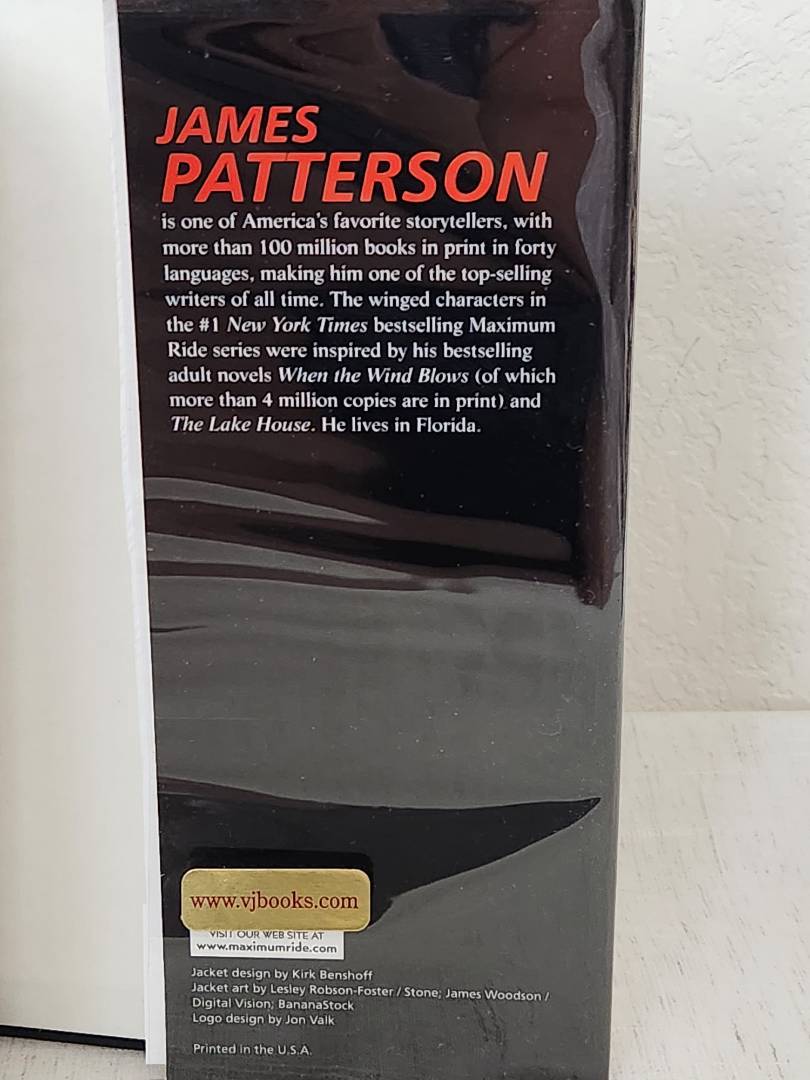 JAMES
PATTERSON
is one of America's favorite storytellers, with
more than 100 million books in print in forty
languages, making him one of the top-selling
writers of all time. The winged characters in
the #1 New York Times bestselling Maximum
Ride series were inspired by his bestselling
adult novels When the Wind Blows (of which
more than 4 million copies are in print) and
The Lake House. He lives in Florida.
www.vjbooks.com
VISIT OUR WEB SITE AT
www.maximumride.com
Jacket design by Kirk Benshoff
Jacket art by Lesley Robson-Foster / Stone; James Woodson /
Digital Vision; BananaStock
Logo design by Jon Valk
Printed in the U.S.A.